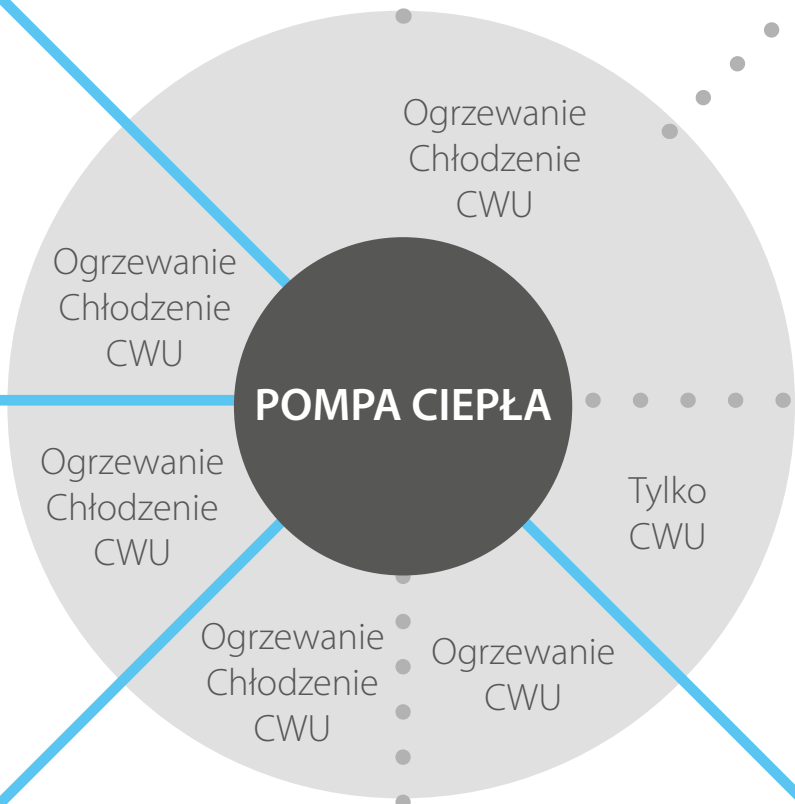 Ogrzewanie
Chłodzenie
CWU
Ogrzewanie
Chłodzenie
CWU
POMPA CIEPŁA
Ogrzewanie
Chłodzenie
CWU
Tylko
CWU
Ogrzewanie
Chłodzenie
CWU
Ogrzewanie
CWU